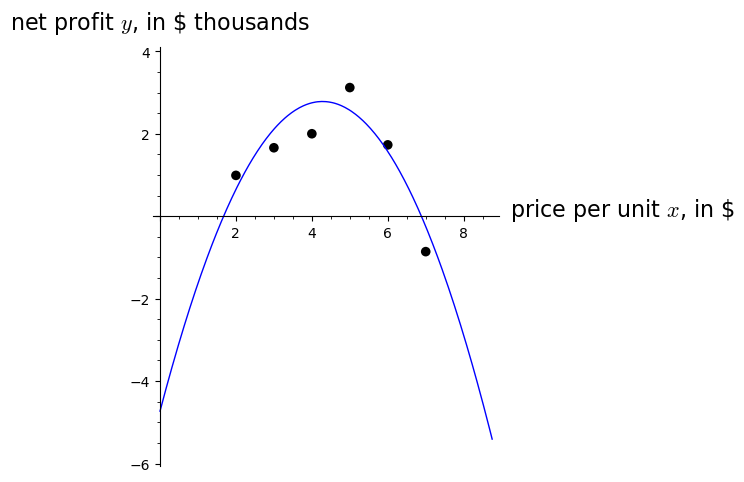 net profit y, in $ thousands
4
2
2 4 6 8
price per unit x, in $
−2
−4
−6